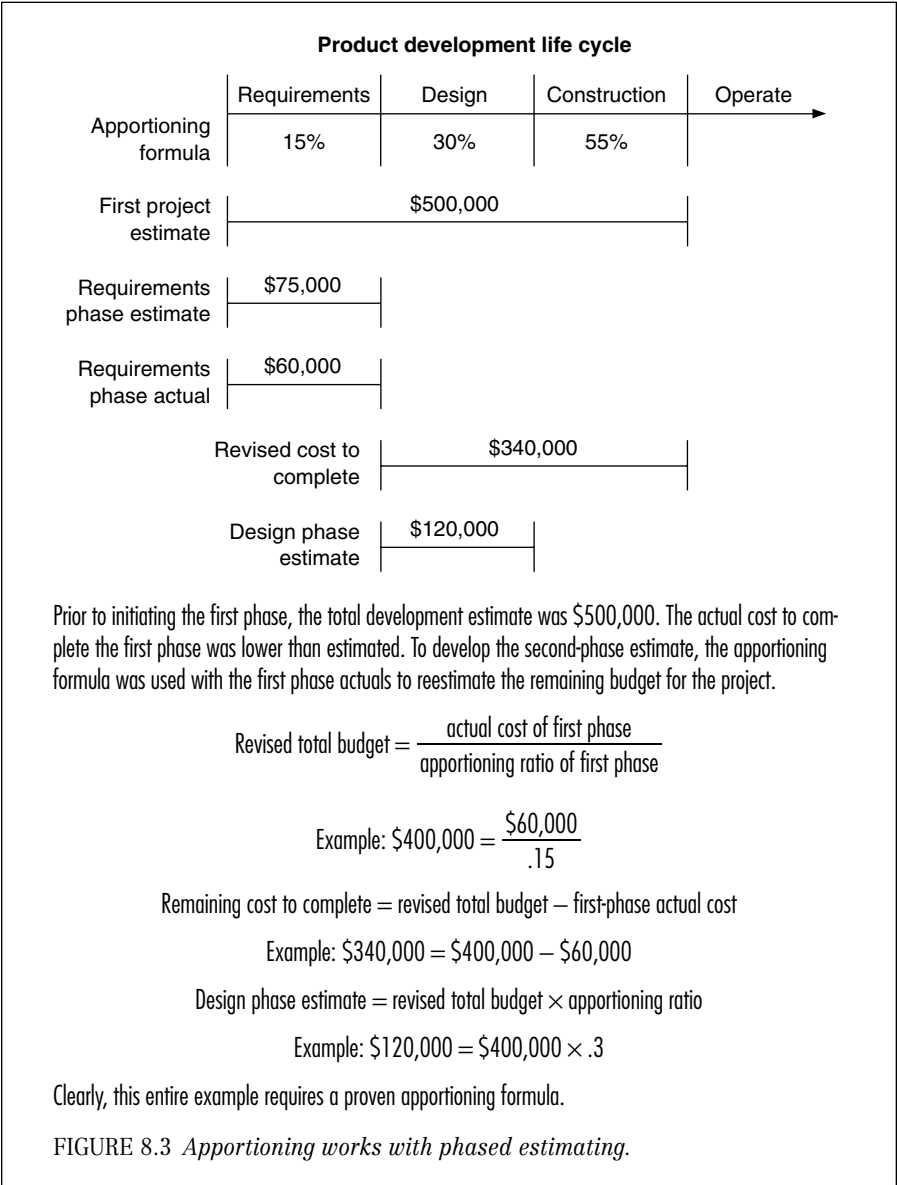 Product development life cycle
Requirements Design Construction Operate
Apportioning
formula
15% 30% 55%
First project
estimate
$500,000
Requirements
phase estimate
$75,000
Requirements
phase actual
$60,000
Revised cost to
complete
$340,000
Design phase
estimate
$120,000
Prior to initiating the first phase, the total development estimate was $500,000. The actual cost to com-
plete the first phase was lower than estimated. To develop the second-phase estimate, the apportioning
formula was used with the first phase actuals to reestimate the remaining budget for the project.
Revised total budget = actual cost of first phase
apportioning ratio of first phase
Example: $400,000 = $60,000
.15
Remaining cost to complete = revised total budget – first-phase actual cost
Example: $340,000 = $400,000 – $60,000
Design phase estimate = revised total budget × apportioning ratio
Example: $120,000 = $400,000 × .3
Clearly, this entire example requires a proven apportioning formula.
FIGURE 8.3 Apportioning works with phased estimating.